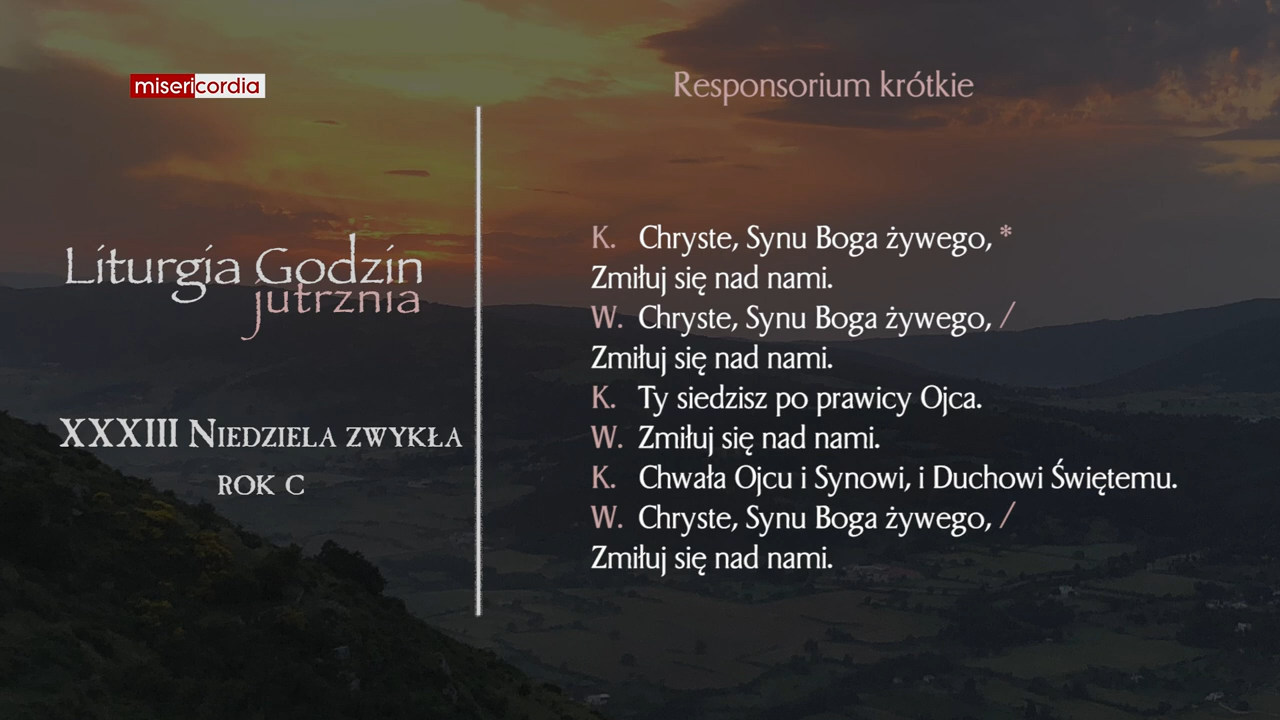 misericordia
Liturgia Godzin
jutrznia
XXXIII Niedziela zwykła
rok C
Responsorium krótkie
K. Chryste, Synu Boga żywego, *
Zmiłuj się nad nami.
W. Chryste, Synu Boga żywego, /
Zmiłuj się nad nami.
K. Ty siedzisz po prawicy Ojca.
W. Zmiłuj się nad nami.
K. Chwała Ojcu i Synowi, i Duchowi Świętemu.
W. Chryste, Synu Boga żywego, /
Zmiłuj się nad nami.